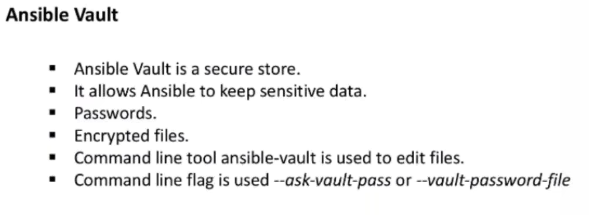 Ansible Vault
▪ Ansible Vault is a secure store.
▪ It allows Ansible to keep sensitive data.
▪ Passwords.
▪ Encrypted files.
▪ Command line tool ansible-vault is used to edit files.
▪ Command line flag is used --ask-vault-pass or --vault-password-file